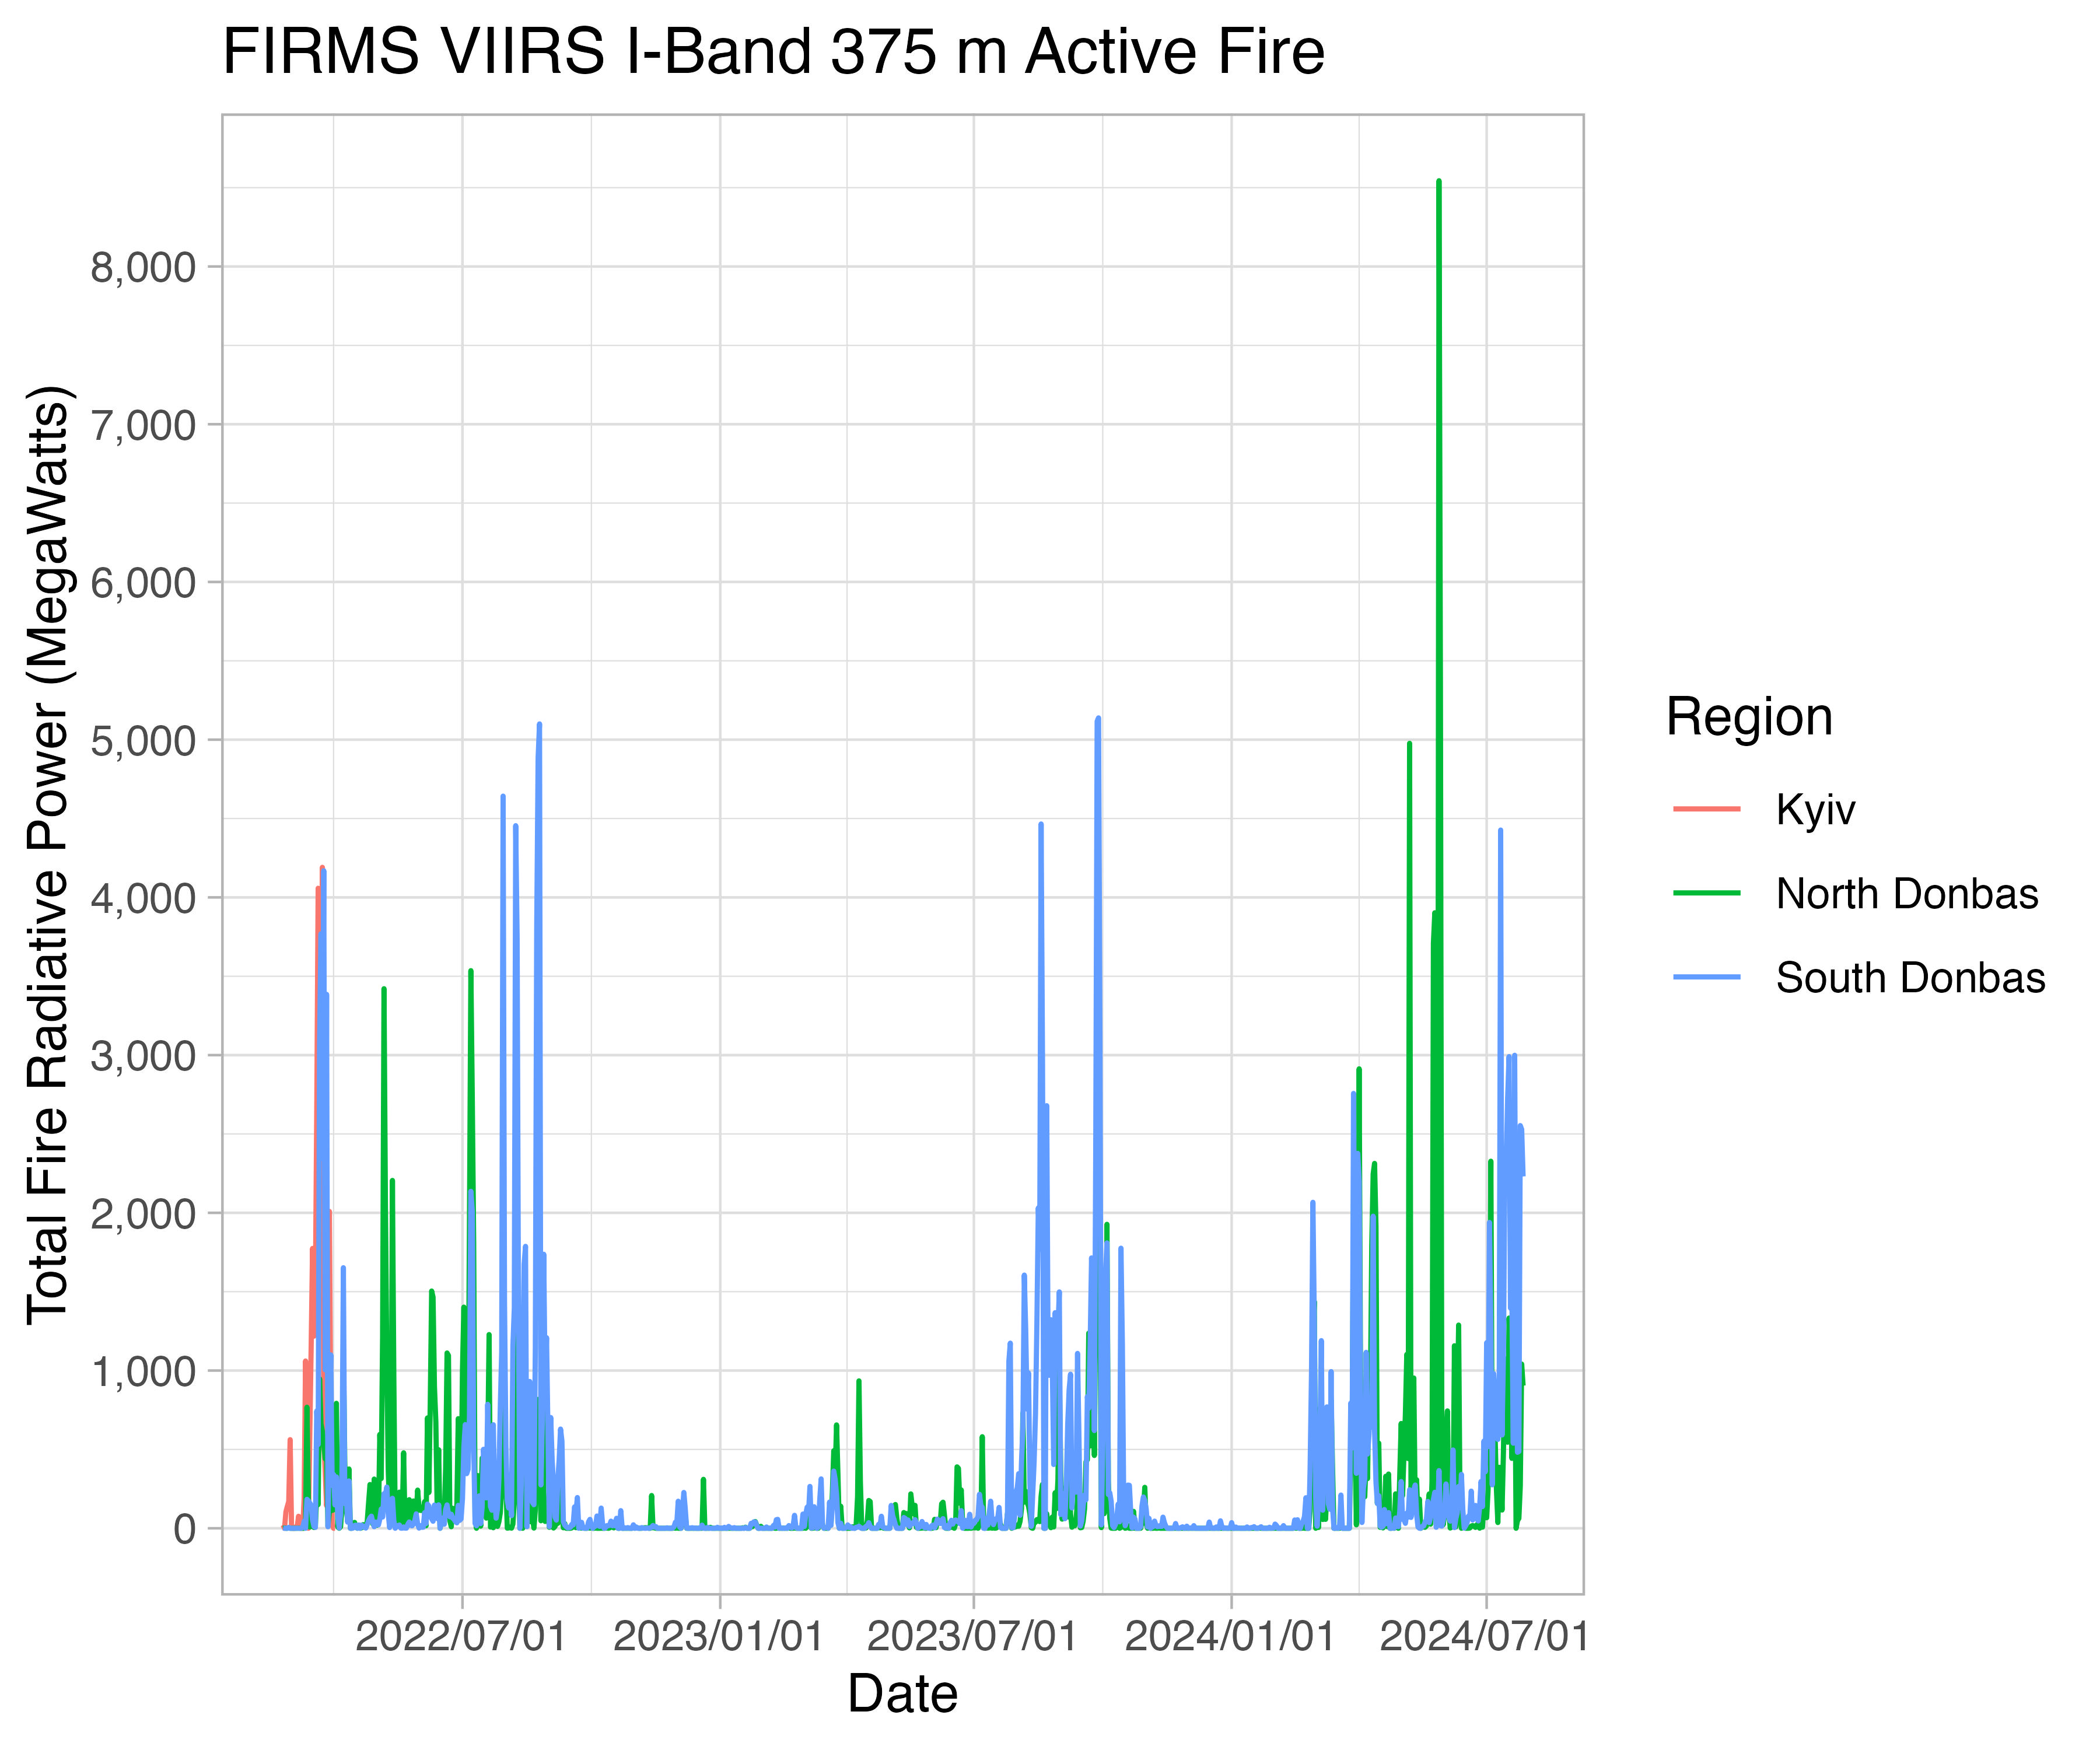 FIRMS VIIRS I-Band 375 m Active Fire
Total Fire Radiative Power (MegaWatts)
8,000
7,000
6,000
5,000
4,000
3,000
2,000
1,000
0
2022/07/01
2023/01/01
2023/07/01
2024/01/01
2024/07/01
Date
Region
Kyiv
North Donbas
South Donbas